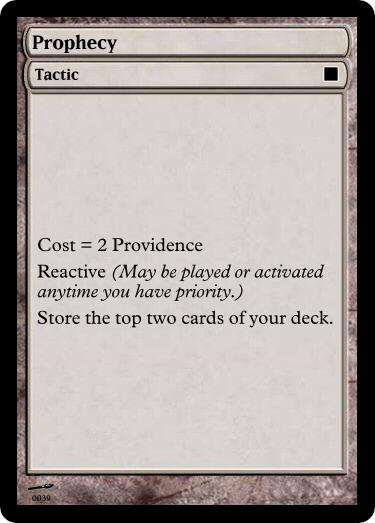 Prophecy
Tactic
Cost = 2 Providence
Reactive (May be played or activated
anytime you have priority.)
Store the top two cards of your deck.
0039